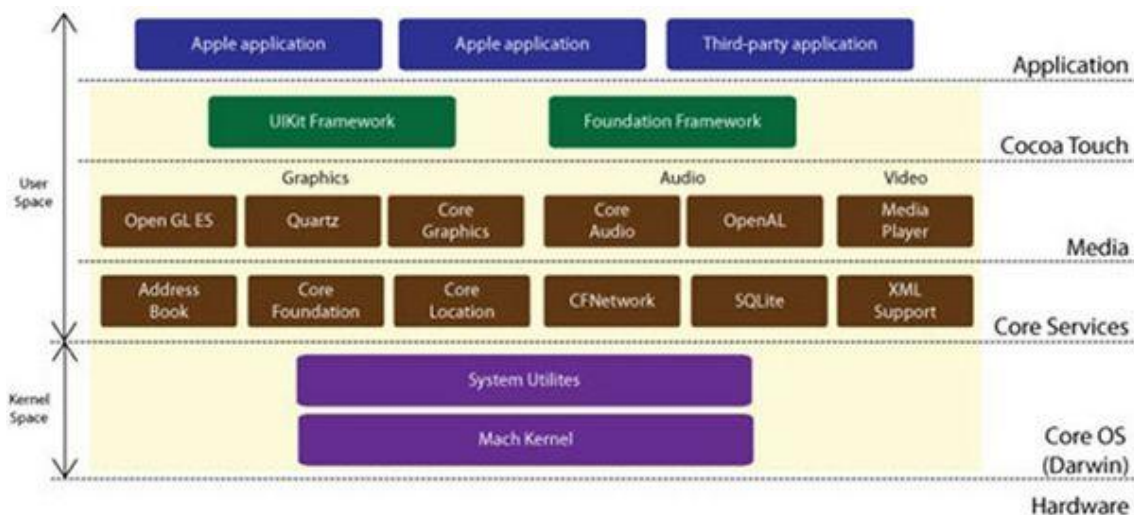 Apple application
Apple application
Third-party application
Application
UIKit Framework
Foundation Framework
Cocoa Touch
User
Space
Graphics
Audio
Video
Open GL ES
Quartz
Core
Graphics
Core
Audio
OpenAL
Media
Player
Media
Address
Book
Core
Foundation
Core
Location
CFNetwork
SQLite
XML
Support
Core Services
Kernel
Space
System Utilites
Mach Kernel
Core OS
(Darwin)
Hardware